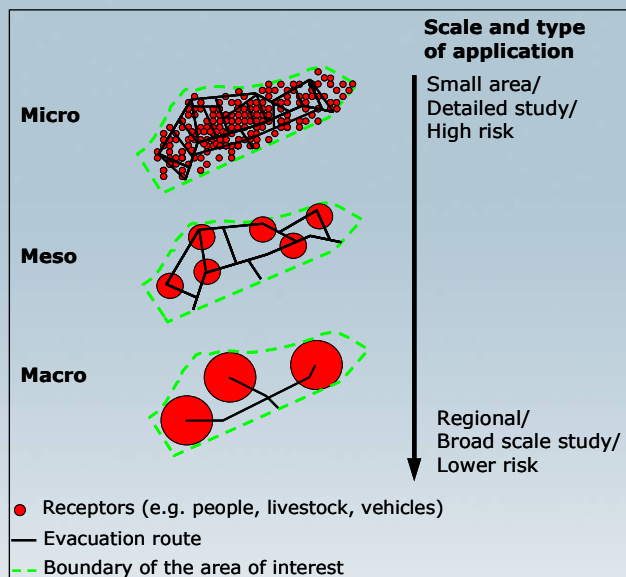 Scale and type
of application
Micro
Small area/
Detailed study/
High risk
Meso
Macro
Regional/
Broad scale study/
Lower risk
Receptors (e.g. people, livestock, vehicles)
Evacuation route
Boundary of the area of interest